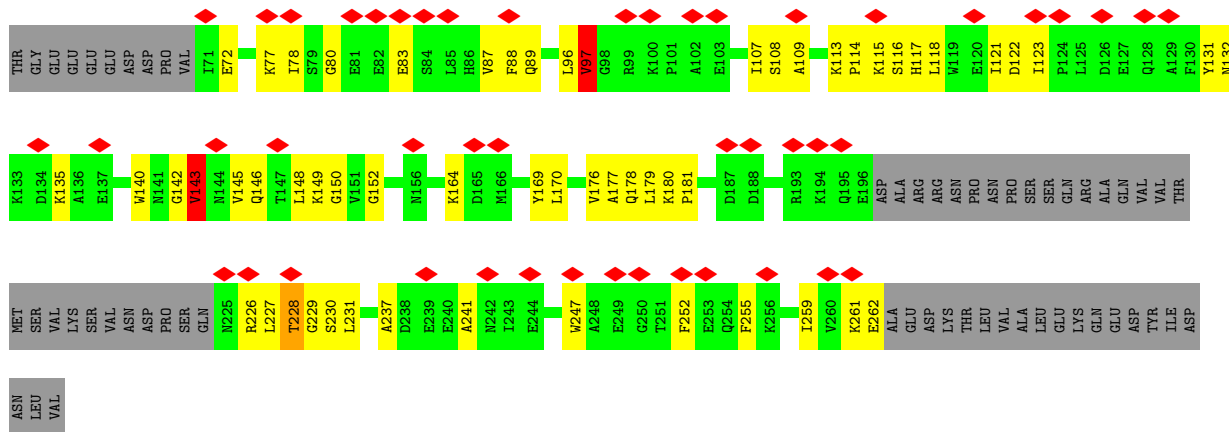 THR GLY GLU GLU GLU GLU ASP ASP PRO VAL I71 E72 K77 I78 S79 G80 E81 E82 E83 S84 L85 H86 V87 F88 Q89 L96 V97 G98 R99 K100 P101 A102 E103 I107 S108 A109 K113 P114 K115 S116 H117 L118 W119 E120 I121 D122 I123 P124 L125 D126 E127 Q128 A129 F130 Y131 N132
K133 D134 K135 A136 E137 W140 N141 G142 V143 N144 V145 Q146 T147 L148 K149 G150 V151 G152 N156 K164 D165 M166 Y169 L170 V176 A177 Q178 L179 K180 P181 D187 D188 R193 K194 Q195 E196 ASP ALA ARG ARG ASN PRO ASN PRO SER SER GLN ARG ALA GLN VAL VAL THR
MET SER VAL LYS SER VAL ASN ASP PRO SER GLN N225 R226 L227 T228 G229 S230 L231 A237 D238 E239 E240 A241 N242 I243 E244 W247 A248 E249 G250 T251 F252 E253 Q254 F255 K256 I259 V260 K261 E262 ALA GLU ASP LYS THR LEU VAL ALA LEU GLU LYS GLN GLU ASP TYR ILE ASP
ASN LEU VAL